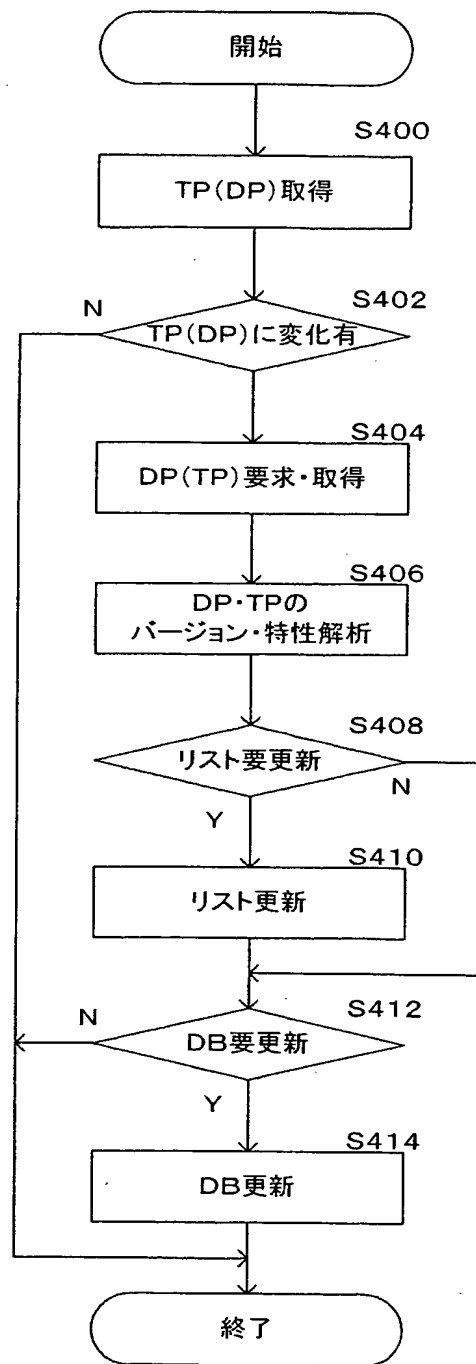 開始
S400
TP(DP)取得
S402
N
TP(DP)に変化有
S404
DP(TP)要求・取得
S406
DP・TPの
バージョン・特性解析
S408
リスト要更新
N
Y
S410
リスト更新
S412
N
DB要更新
Y
S414
DB更新
終了